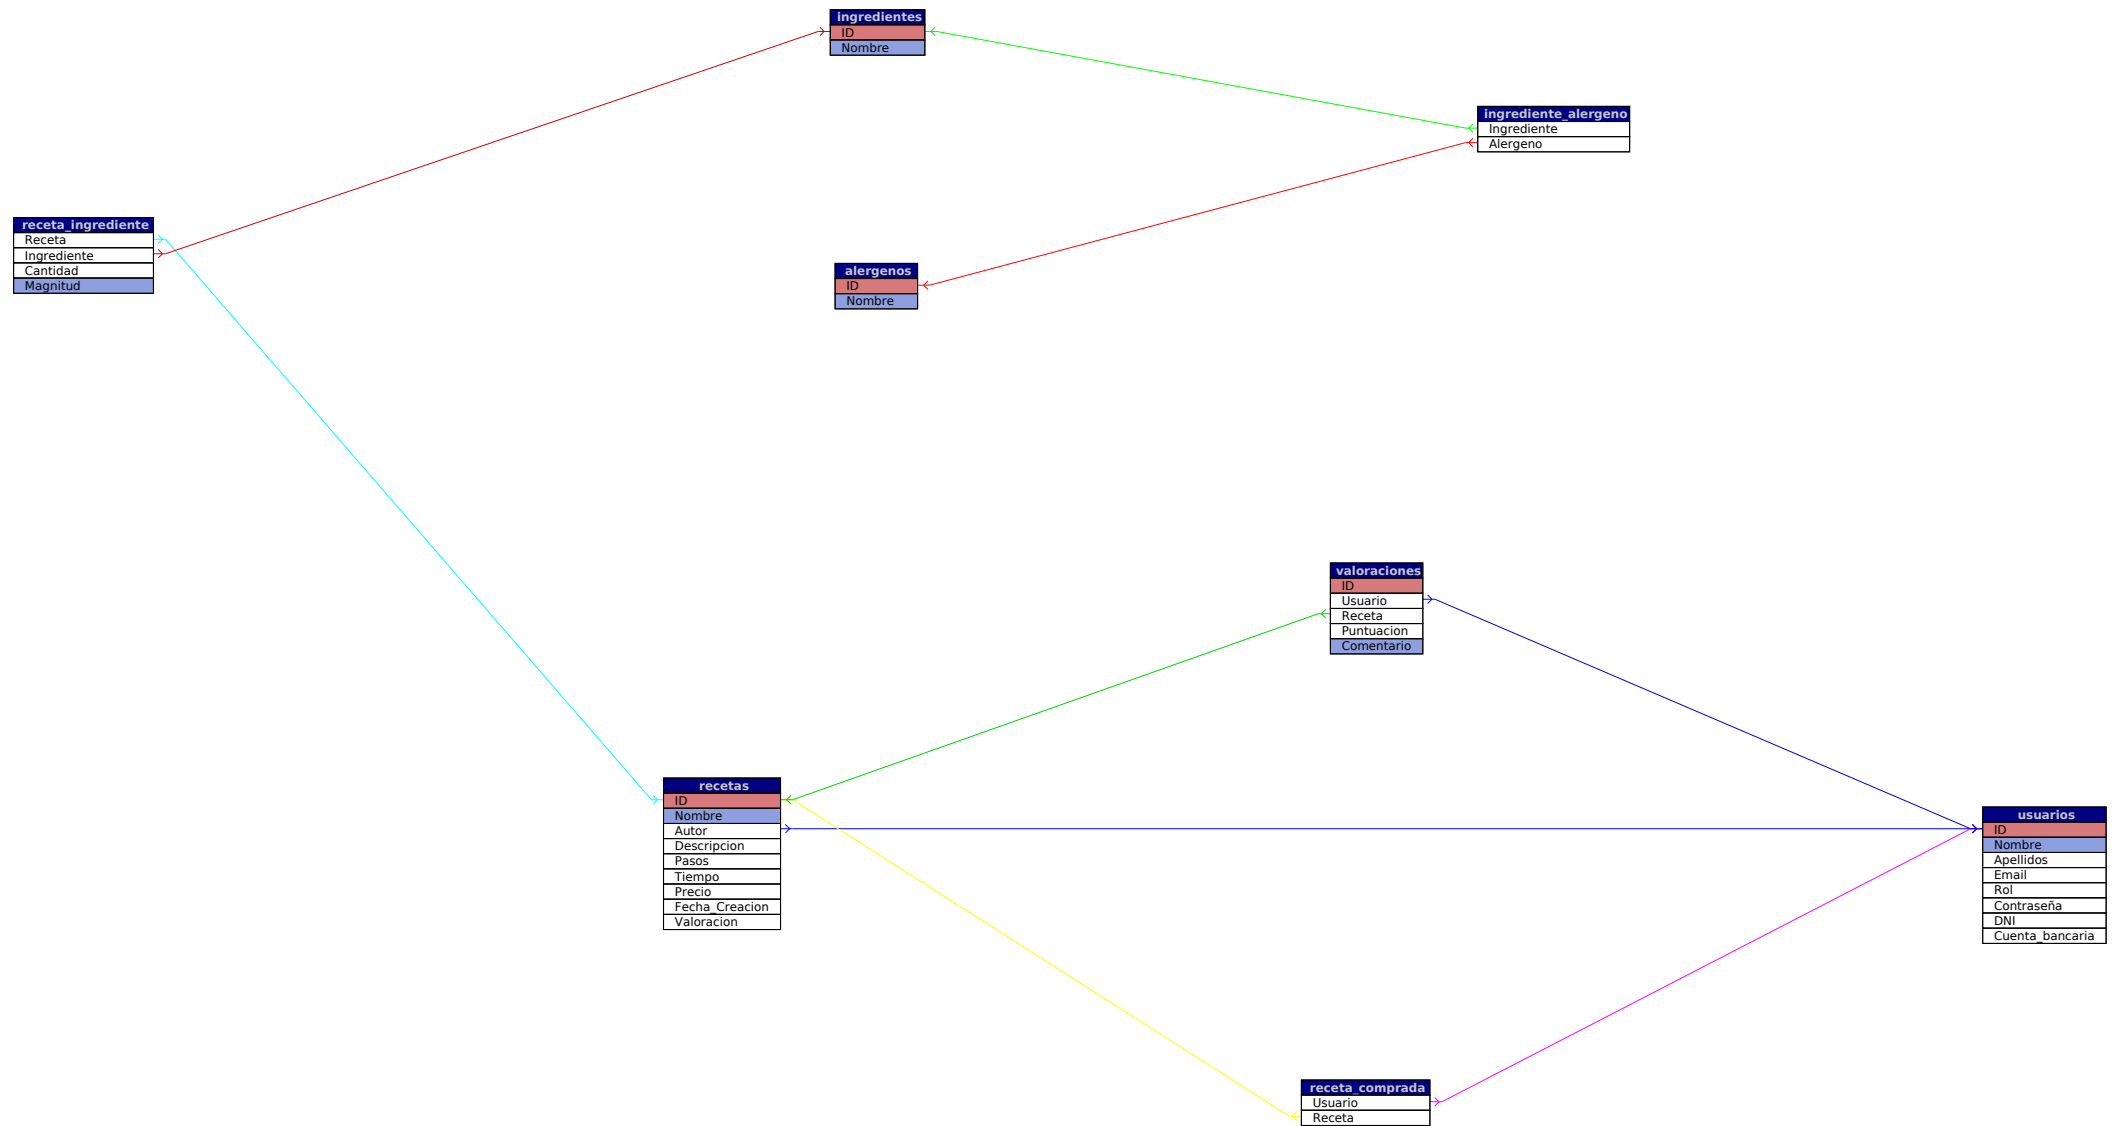 ingredientes
ID
Nombre
ingrediente_alergeno
Ingrediente
Alergeno
receta_ingrediente
Receta
Ingrediente
Cantidad
Magnitud
alergenos
ID
Nombre
valoraciones
ID
Usuario
Receta
Puntuacion
Comentario
recetas
ID
Nombre
Autor
Descripcion
Pasos
Tiempo
Precio
Fecha_Creacion
Valoracion
usuarios
ID
Nombre
Apellidos
Email
Rol
Contraseña
DNI
Cuenta_bancaria
receta_comprada
Usuario
Receta